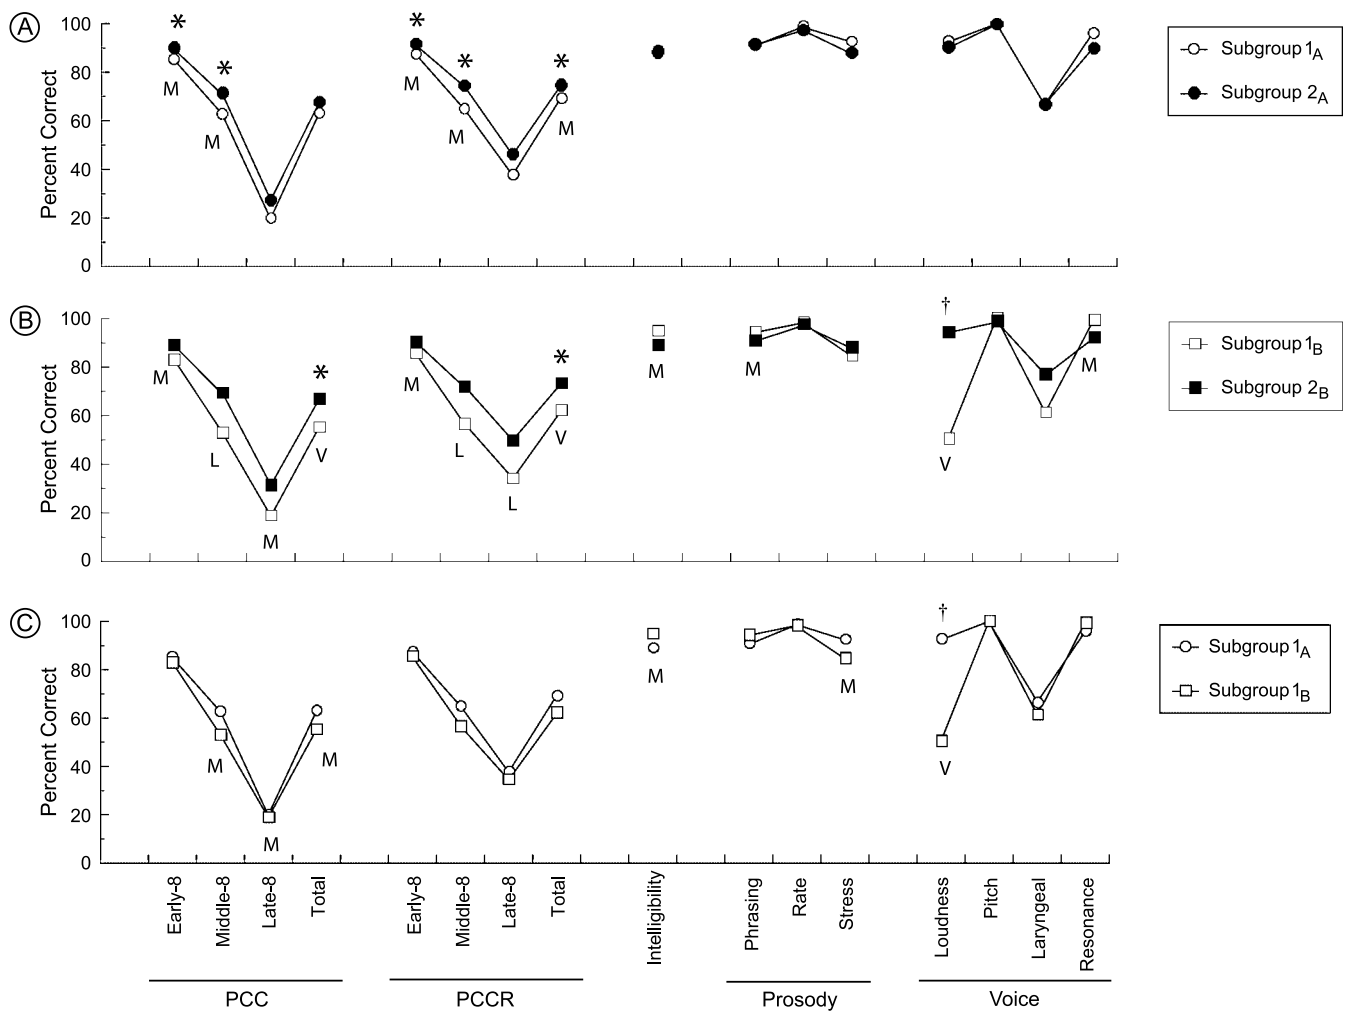 A
Percent Correct
100
80
60
40
20
0
* * * * *
M M M M M
Subgroup 1A
Subgroup 2A
B
Percent Correct
100
80
60
40
20
0
* * †
M L M V M L L V M M V M
Subgroup 1B
Subgroup 2B
C
Percent Correct
100
80
60
40
20
0
†
M M M M M V
Subgroup 1A
Subgroup 1B
Early-8
Middle-8
Late-8
Total
Early-8
Middle-8
Late-8
Total
Intelligibility
Phrasing
Rate
Stress
Loudness
Pitch
Laryngeal
Resonance
PCC
PCCR
Prosody
Voice